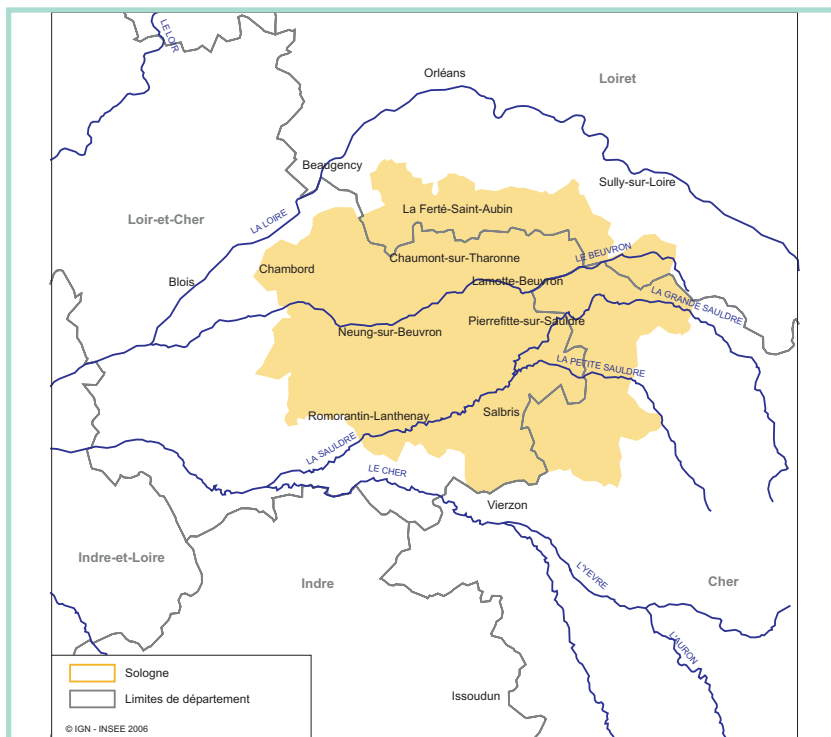 LE LOIR
Orléans
Loiret
Beaugency
Sully-sur-Loire
La Ferté-Saint-Aubin
Loir-et-Cher
LA LOIRE
LE BEUVRON
Chaumont-sur-Tharonne
Chambord
Blois
Lamotte-Beuvron
LA GRANDE SAULDRE
Pierrefitte-sur-Sauldre
Neung-sur-Beuvron
LA PETITE SAULDRE
Romorantin-Lanthenay
Salbris
LA SAULDRE
LE CHER
Vierzon
Indre-et-Loire
Indre
L'YEVRE
Cher
L'AURON
Sologne
Issoudun
Limites de département
© IGN - INSEE 2006